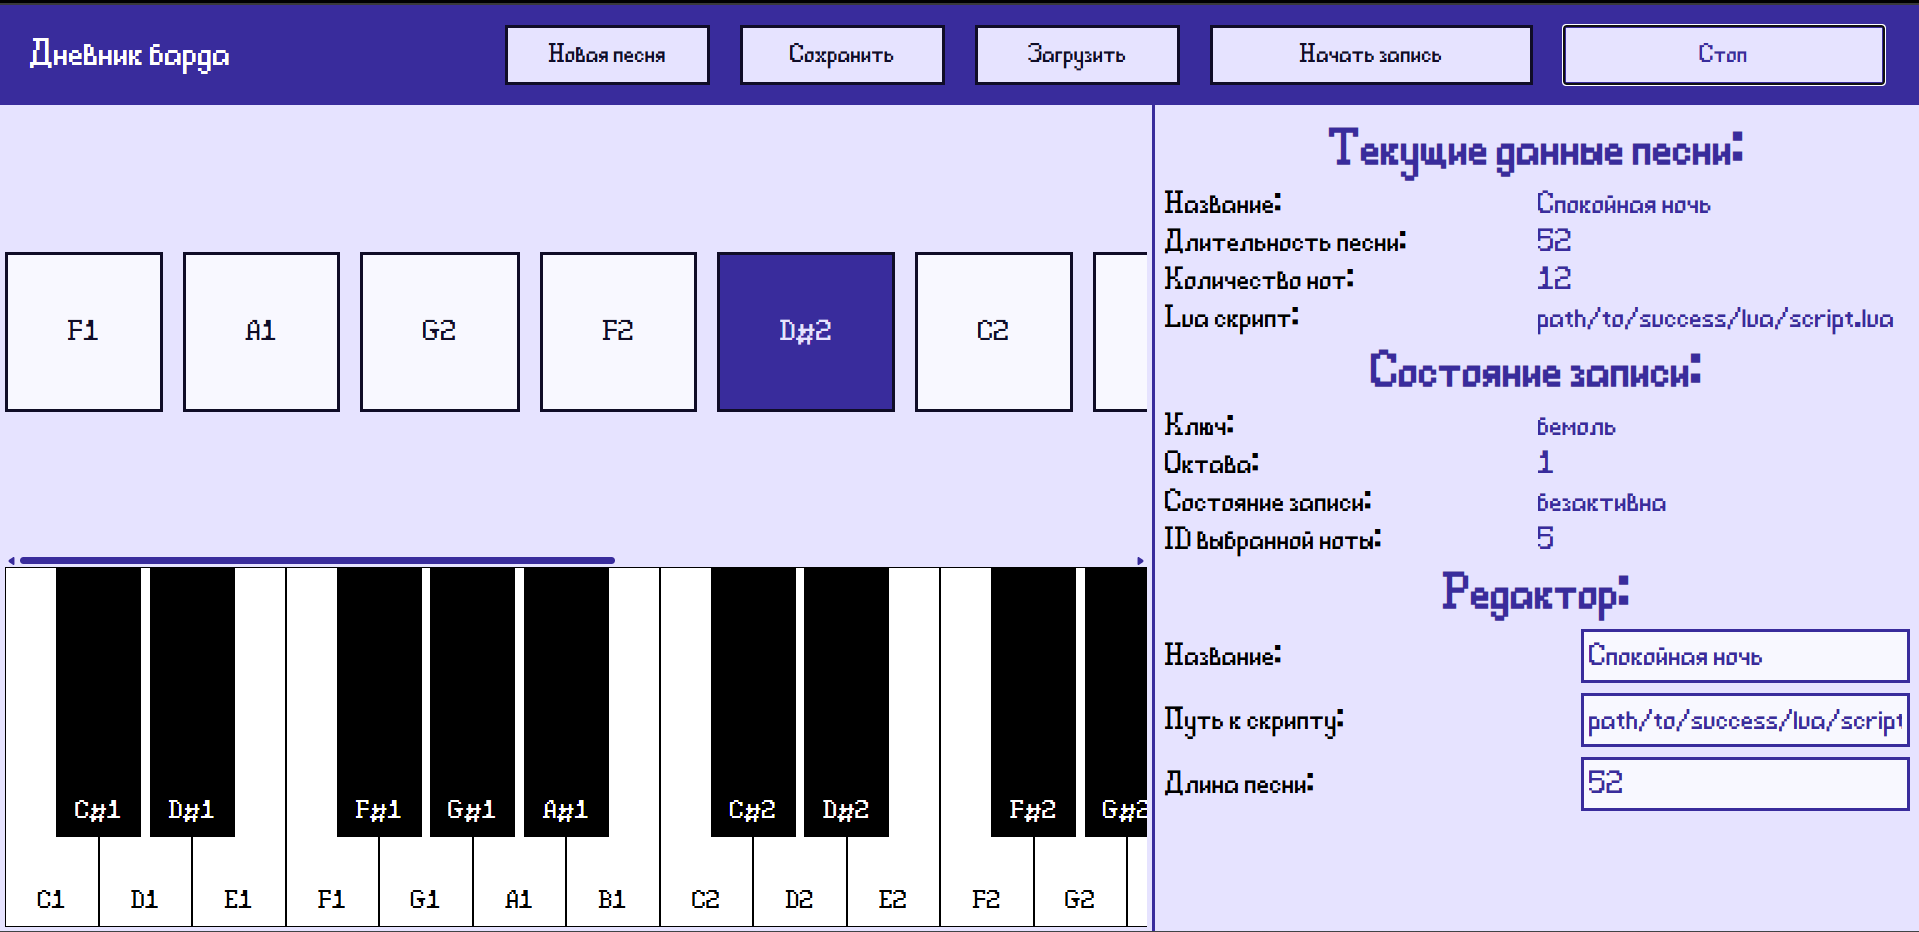 Дневник барда
Новая песня
Сохранить
Загрузить
Начать запись
Стоп
F1
A1
G2
F2
D#2
C2
C#1
D#1
F#1
G#1
A#1
C#2
D#2
F#2
G#2
C1
D1
E1
F1
G1
A1
B1
C2
D2
E2
F2
G2
Текущие данные песни:
Название: Спокойная ночь
Длительность песни: 52
Количество нот: 12
Lua скрипт: path/to/success/lua/script.lua
Состояние записи:
Ключ: бемоль
Октава: 1
Состояние записи: безактивна
ID выбранной ноты: 5
Редактор:
Название: Спокойная ночь
Путь к скрипту: path/to/success/lua/script
Длина песни: 52